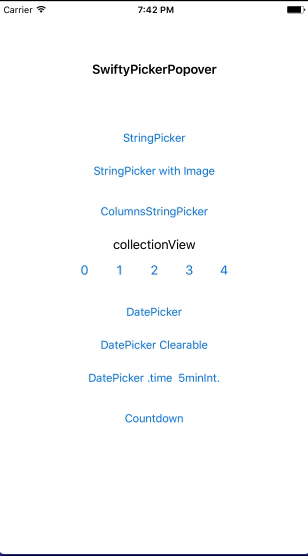 Carrier 7:42 PM
SwiftyPickerPopover
StringPicker
StringPicker with Image
ColumnsStringPicker
collectionView
0 1 2 3 4
DatePicker
DatePicker Clearable
DatePicker .time  5minInt.
Countdown